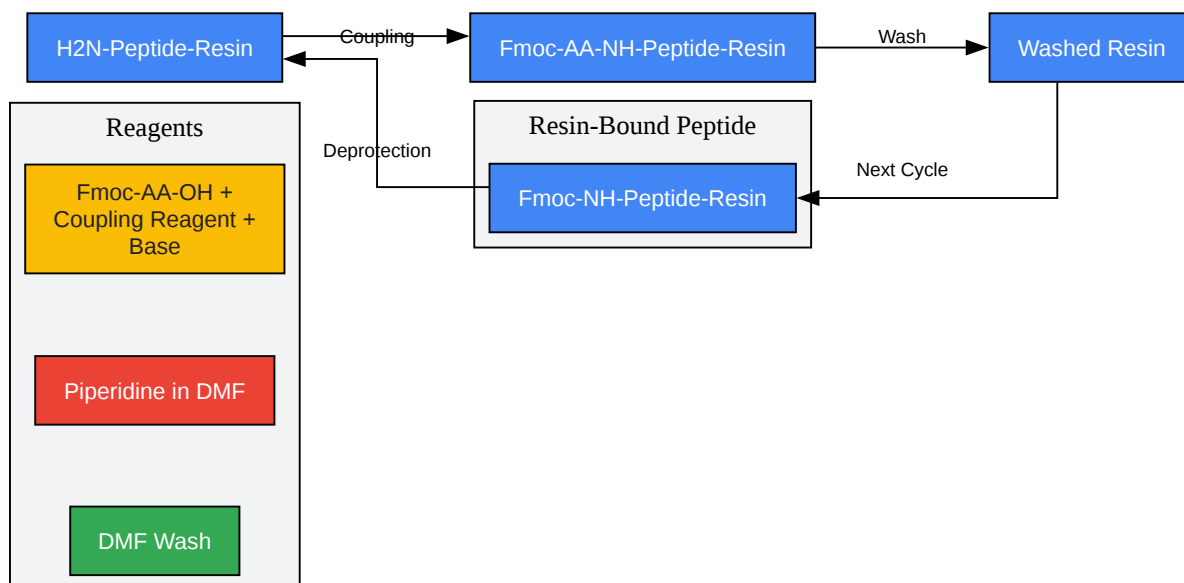 H2N-Peptide-Resin
Coupling
Fmoc-AA-NH-Peptide-Resin
Wash
Washed Resin
Reagents
Resin-Bound Peptide
Deprotection
Next Cycle
Fmoc-NH-Peptide-Resin
Fmoc-AA-OH +
Coupling Reagent +
Base
Piperidine in DMF
DMF Wash